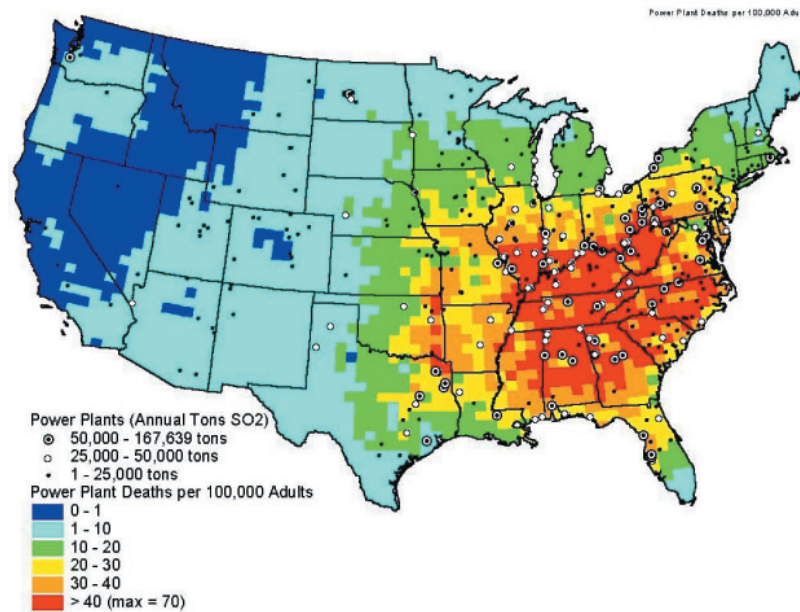 Power Plant Deaths per 100,000 Adu
Power Plants (Annual Tons SO2)
50,000 - 167,639 tons
25,000 - 50,000 tons
1 - 25,000 tons
Power Plant Deaths per 100,000 Adults
0 - 1
1 - 10
10 - 20
20 - 30
30 - 40
> 40 (max = 70)